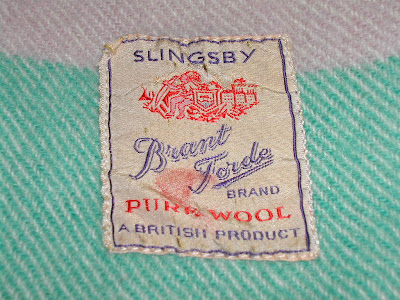 SLINGSBY
Brant
Forde
BRAND
PURE WOOL
A BRITISH PRODUCT